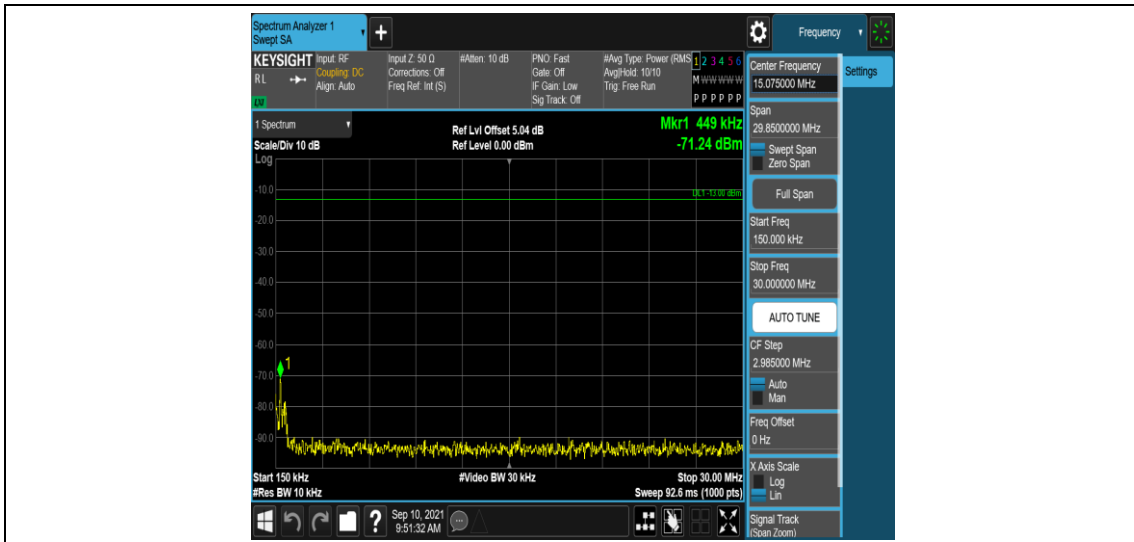 Spectrum Analyzer 1
Swept SA
+
Frequency
KEYSIGHT
RL
LXI
Input: RF
Coupling: DC
Align: Auto
Input Z: 50 Ω
Corrections: Off
Freq Ref: Int (S)
#Atten: 10 dB
PNO: Fast
Gate: Off
IF Gain: Low
Sig Track: Off
#Avg Type: Power (RMS
Avg|Hold: 10/10
Trig: Free Run
1 2 3 4 5 6
M W W W W W
P P P P P P
1 Spectrum
Scale/Div 10 dB
Log
Ref Lvl Offset 5.04 dB
Ref Level 0.00 dBm
Mkr1 449 kHz
-71.24 dBm
DL1 -13.00 dBm
-10.0
-20.0
-30.0
-40.0
-50.0
-60.0
-70.0
-80.0
-90.0
1
Start 150 kHz
#Res BW 10 kHz
#Video BW 30 kHz
Stop 30.00 MHz
Sweep 92.6 ms (1000 pts)
Sep 10, 2021
9:51:32 AM
?
Center Frequency
15.075000 MHz
Settings
Span
29.8500000 MHz
Swept Span
Zero Span
Full Span
Start Freq
150.000 kHz
Stop Freq
30.000000 MHz
AUTO TUNE
CF Step
2.985000 MHz
Auto
Man
Freq Offset
0 Hz
X Axis Scale
Log
Lin
Signal Track
(Span Zoom)